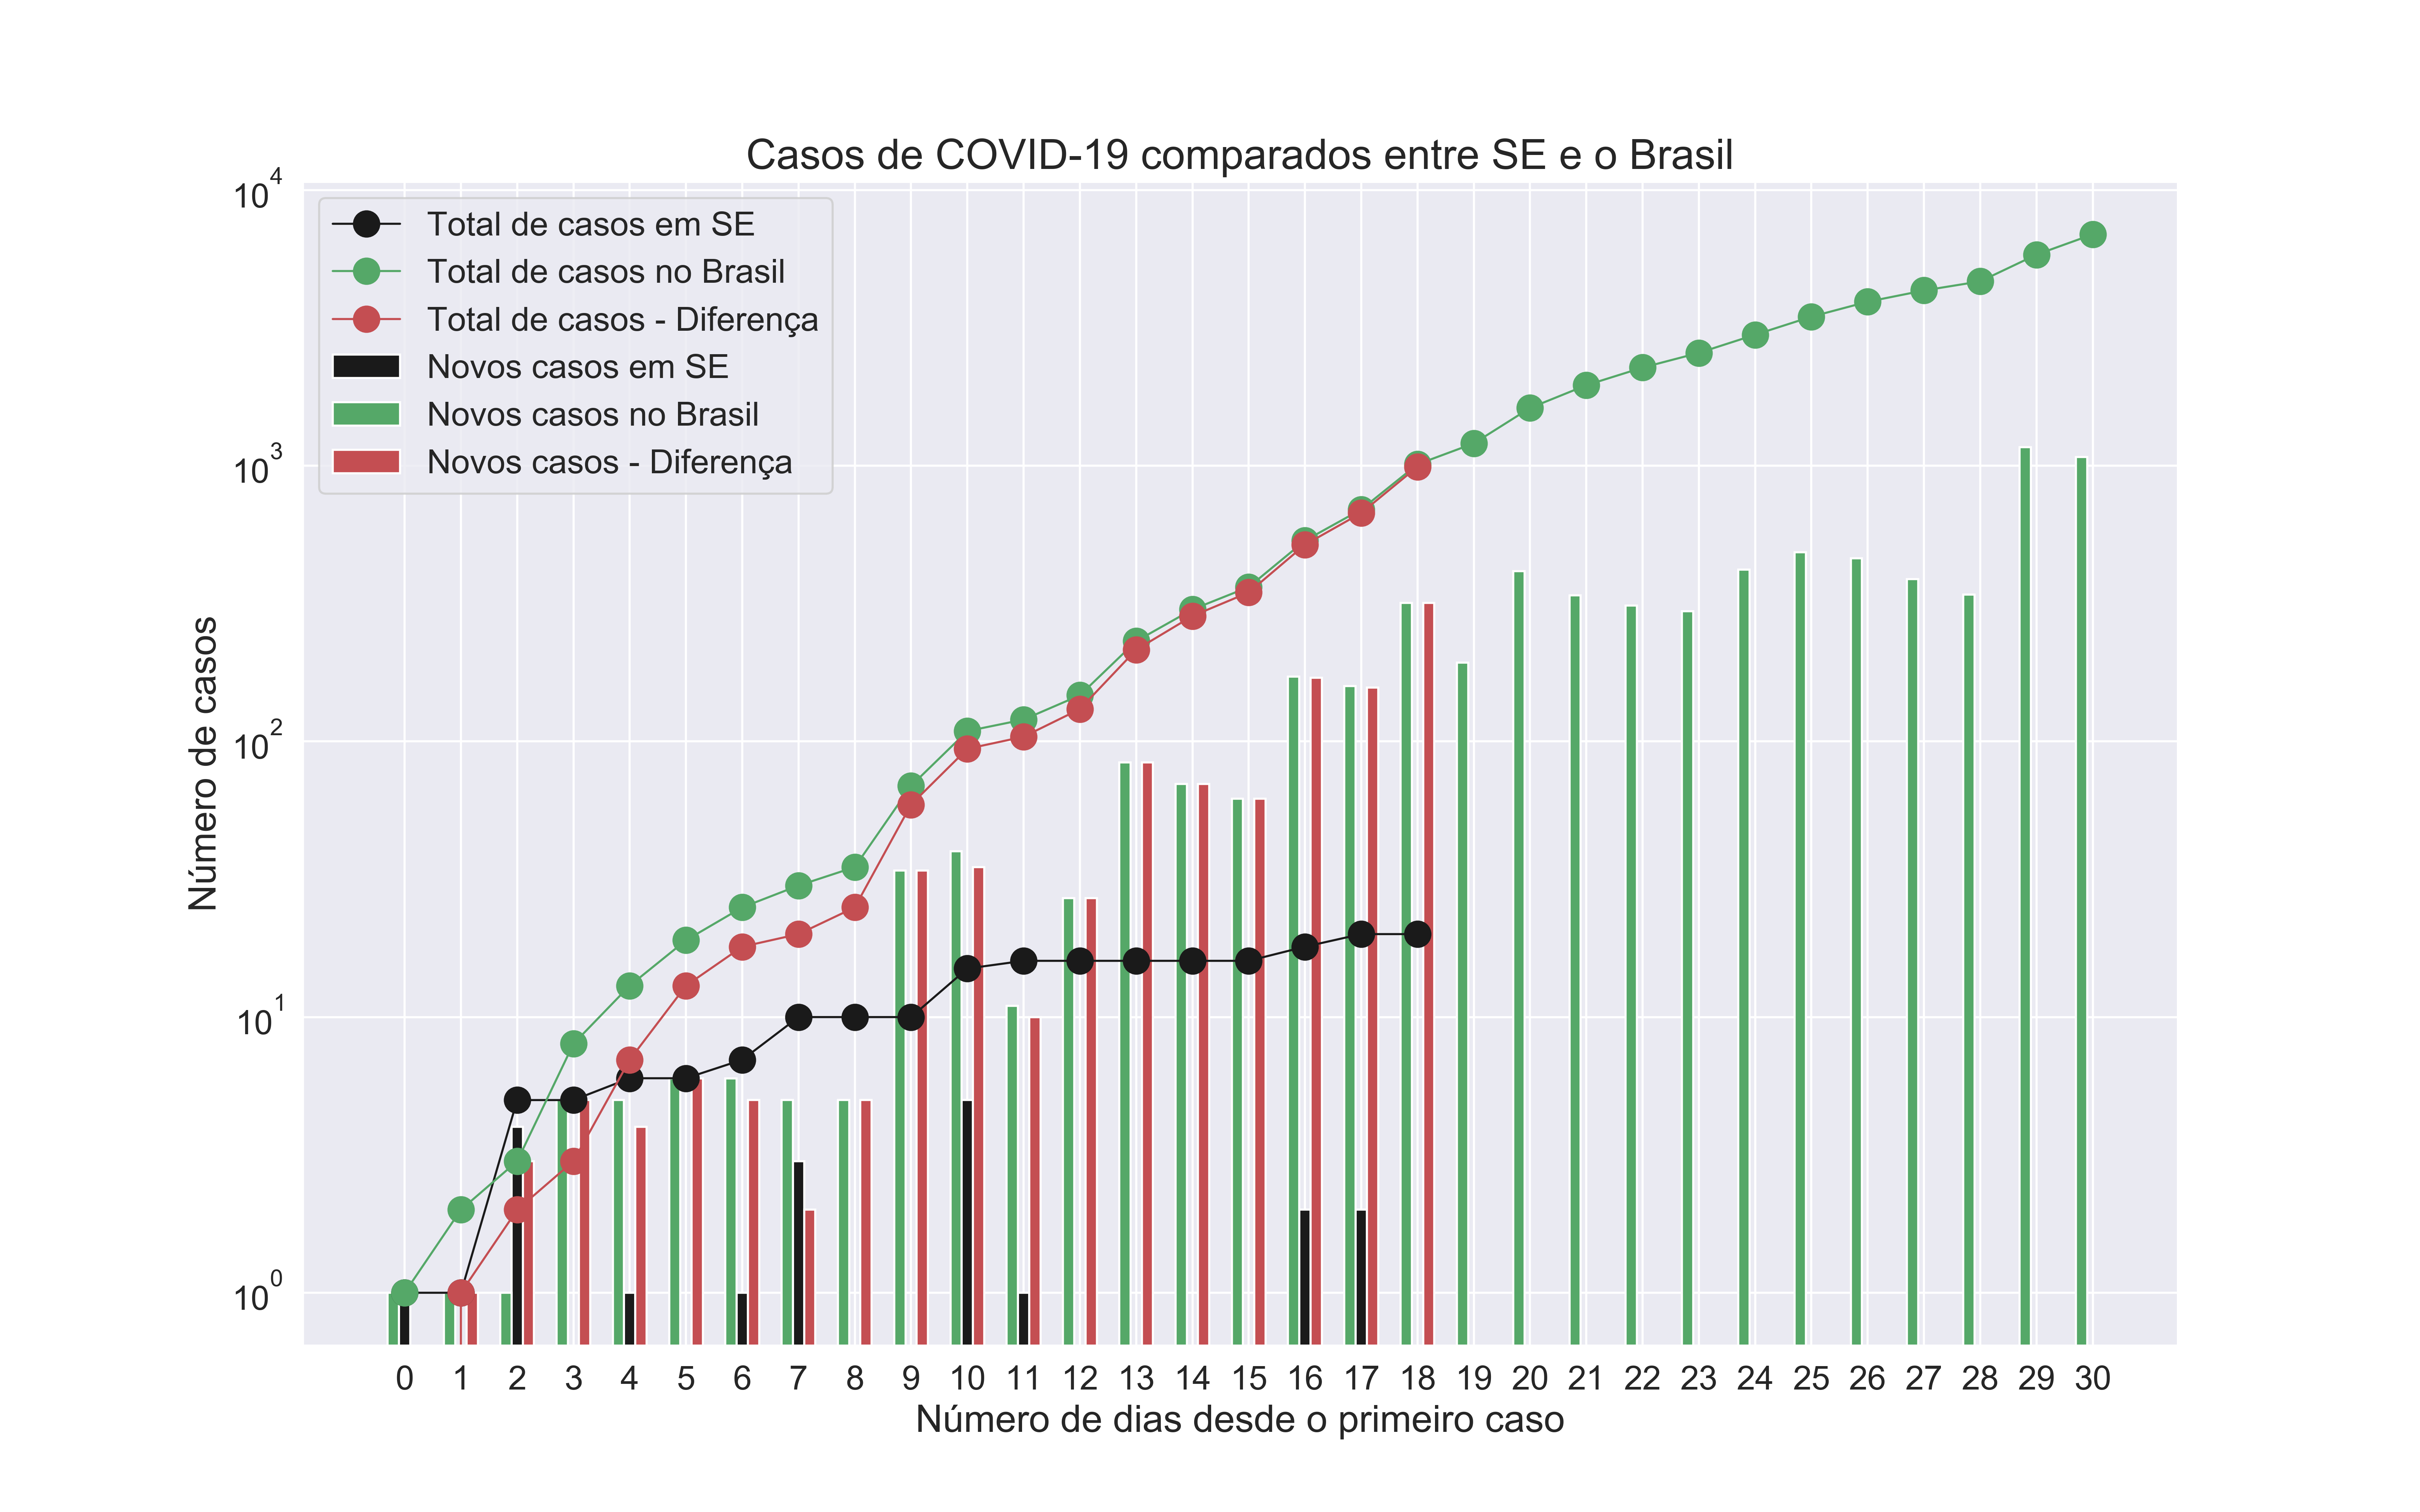 Casos de COVID-19 comparados entre SE e o Brasil
Total de casos em SE
Total de casos no Brasil
Total de casos - Diferença
Novos casos em SE
Novos casos no Brasil
Novos casos - Diferença
10^4
10^3
10^2
10^1
10^0
Número de casos
0 1 2 3 4 5 6 7 8 9 10 11 12 13 14 15 16 17 18 19 20 21 22 23 24 25 26 27 28 29 30
Número de dias desde o primeiro caso